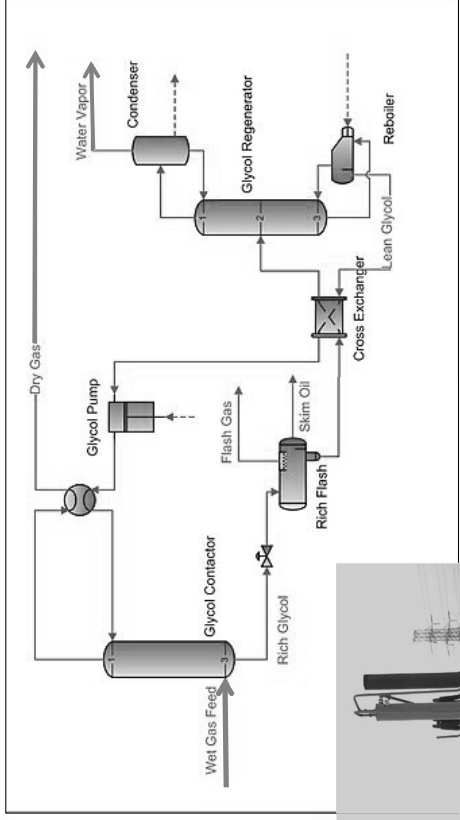 Dry Gas
Water Vapor
Condenser
Glycol Pump
Glycol Regenerator
1
2
3
Reboiler
Lean Glycol
Cross Exchanger
Flash Gas
Skim Oil
Rich Flash
1
Glycol Contactor
3
Wet Gas Feed
Rich Glycol